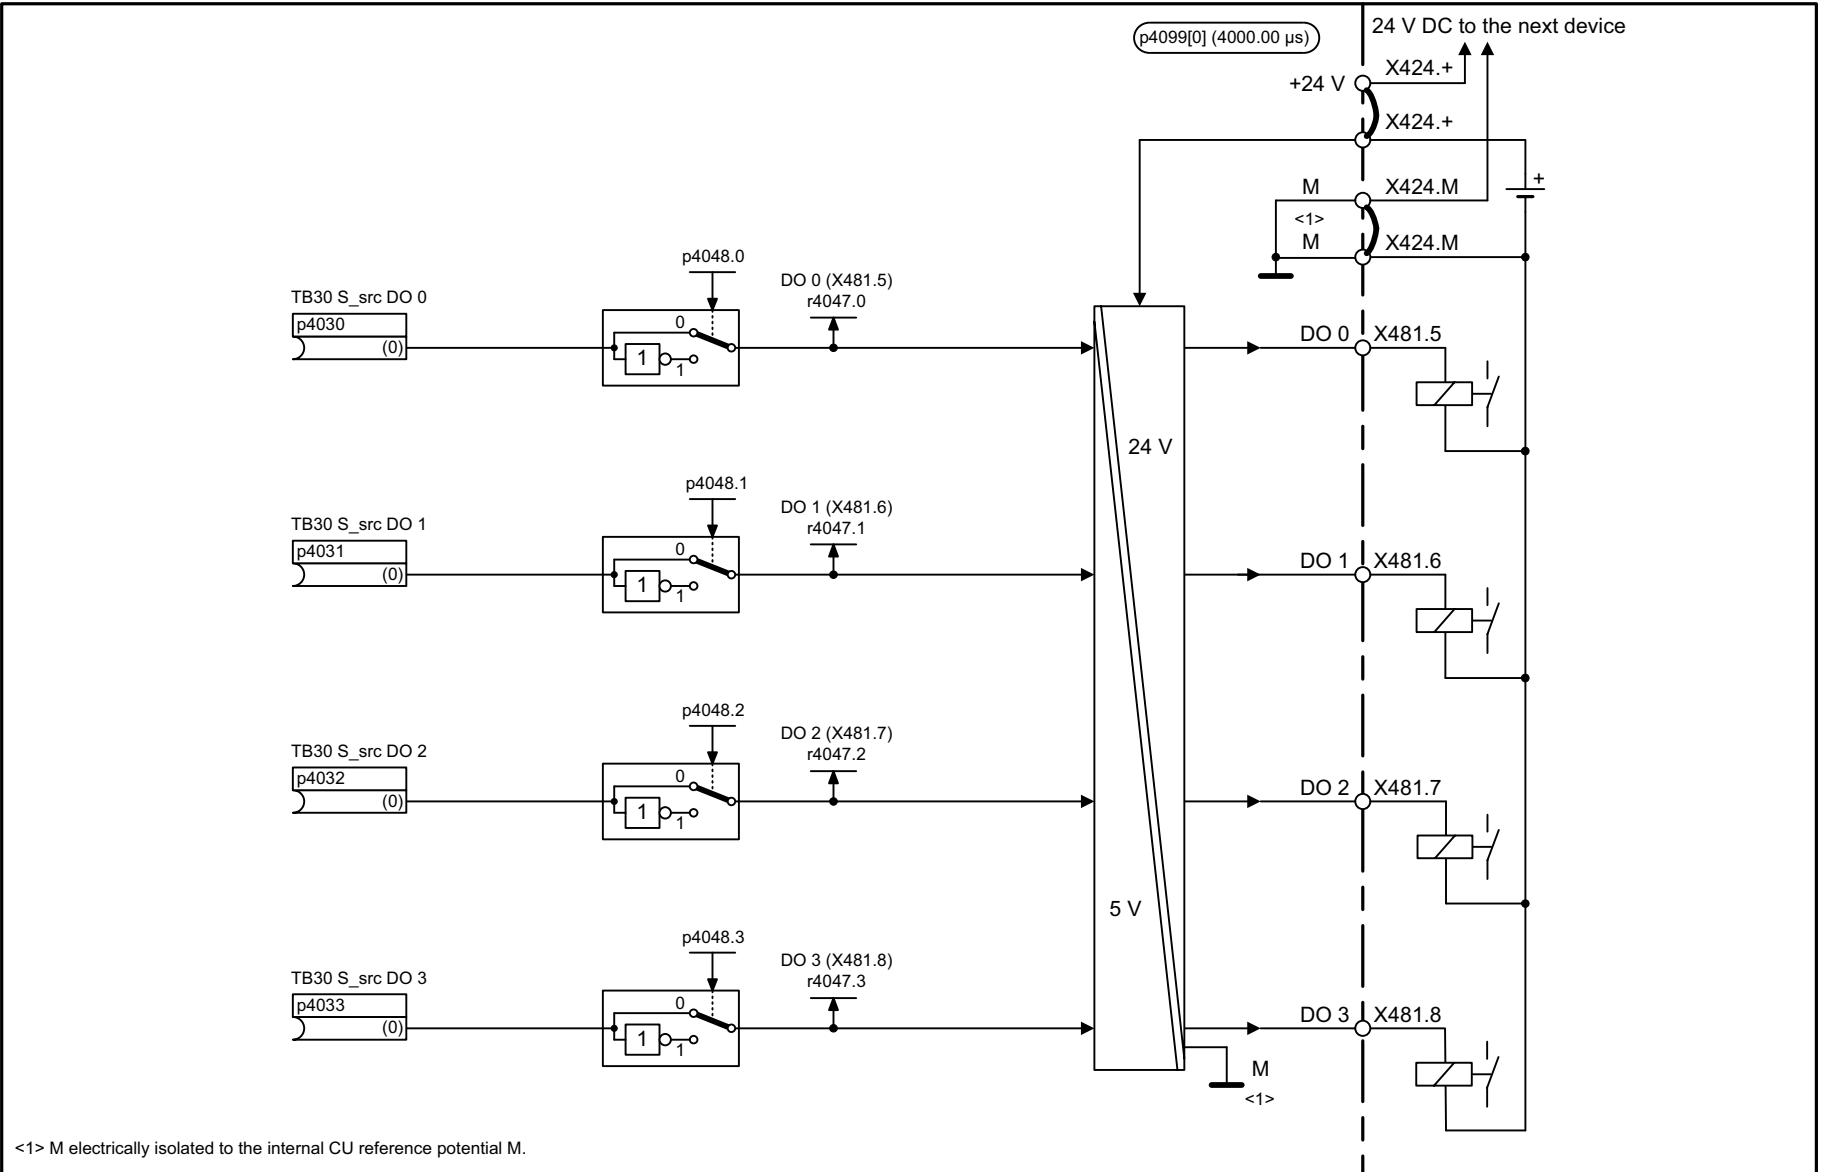 p4099[0] (4000.00 µs)
24 V DC to the next device
+24 V
X424.+
X424.+
M
X424.M
+
<1>
M
X424.M
p4048.0
TB30 S_src DO 0
p4030
(0)
0
1
1
DO 0 (X481.5)
r4047.0
DO 0
X481.5
24 V
p4048.1
TB30 S_src DO 1
p4031
(0)
0
1
1
DO 1 (X481.6)
r4047.1
DO 1
X481.6
p4048.2
TB30 S_src DO 2
p4032
(0)
0
1
1
DO 2 (X481.7)
r4047.2
DO 2
X481.7
5 V
p4048.3
TB30 S_src DO 3
p4033
(0)
0
1
1
DO 3 (X481.8)
r4047.3
DO 3
X481.8
M
<1>
<1> M electrically isolated to the internal CU reference potential M.